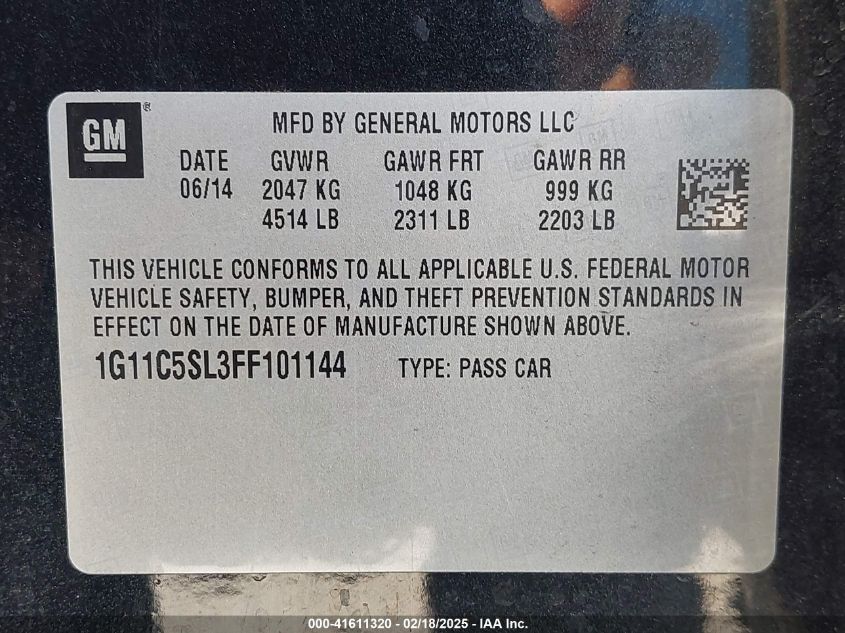 GM ®
MFD BY GENERAL MOTORS LLC
DATE GVWR GAWR FRT GAWR RR
06/14 2047 KG 1048 KG 999 KG
4514 LB 2311 LB 2203 LB
THIS VEHICLE CONFORMS TO ALL APPLICABLE U.S. FEDERAL MOTOR
VEHICLE SAFETY, BUMPER, AND THEFT PREVENTION STANDARDS IN
EFFECT ON THE DATE OF MANUFACTURE SHOWN ABOVE.
1G11C5SL3FF101144 TYPE: PASS CAR
000-41611320 - 02/18/2025 - IAA Inc.